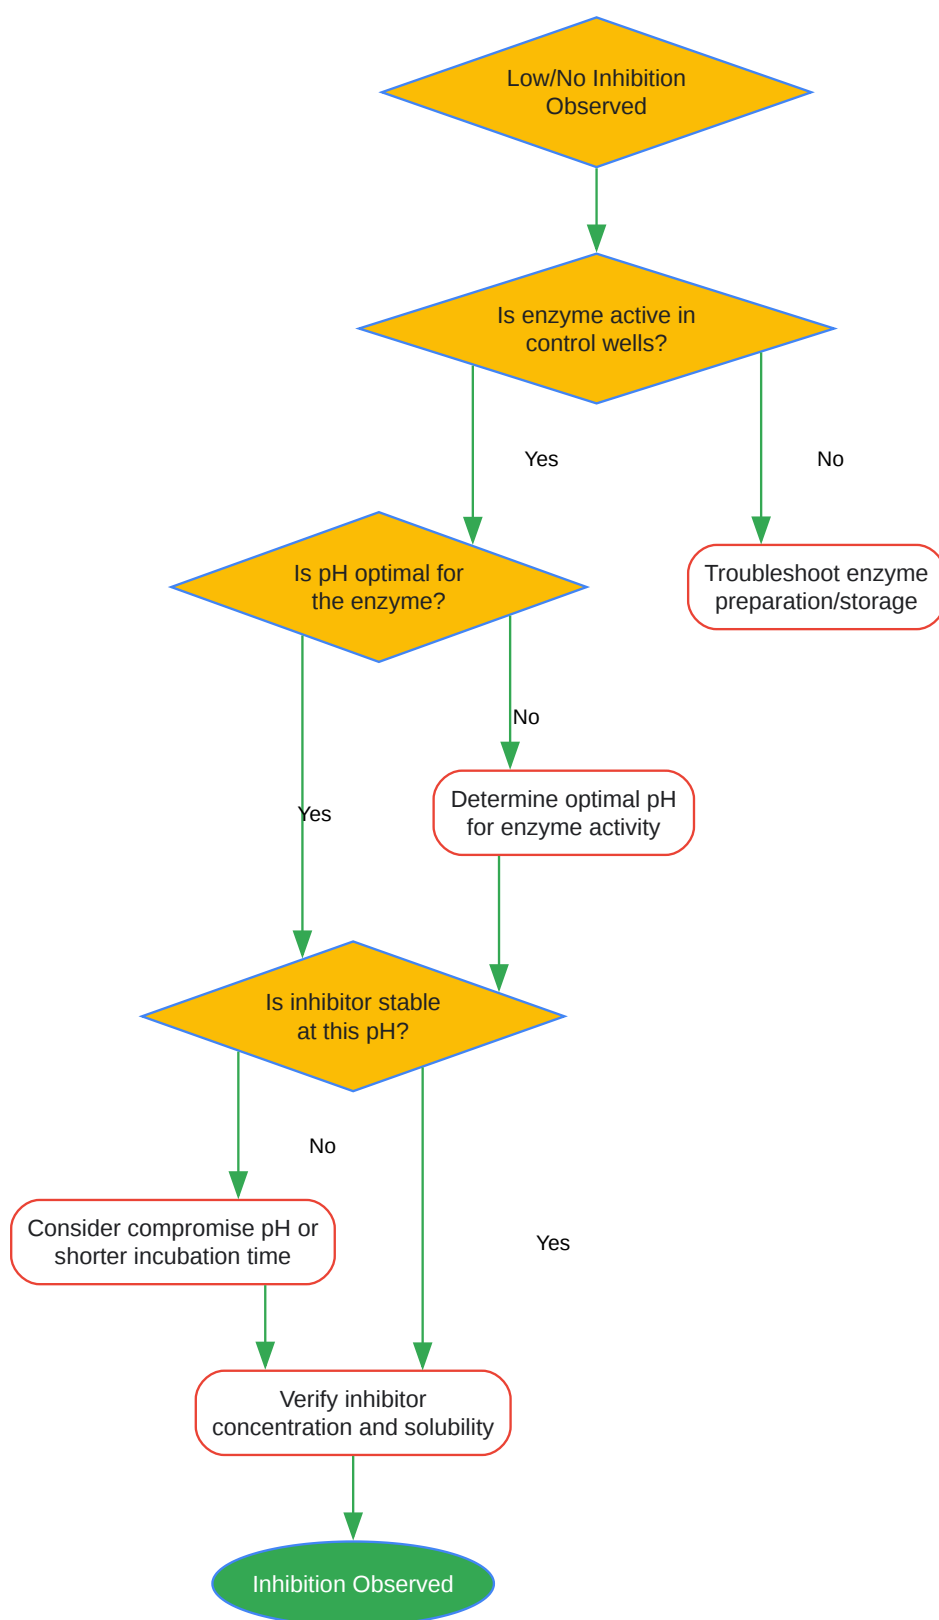 Low/No Inhibition
Observed
Is enzyme active in
control wells?
Yes
No
Is pH optimal for
the enzyme?
Troubleshoot enzyme
preparation/storage
No
Yes
Determine optimal pH
for enzyme activity
Is inhibitor stable
at this pH?
No
Consider compromise pH or
shorter incubation time
Yes
Verify inhibitor
concentration and solubility
Inhibition Observed